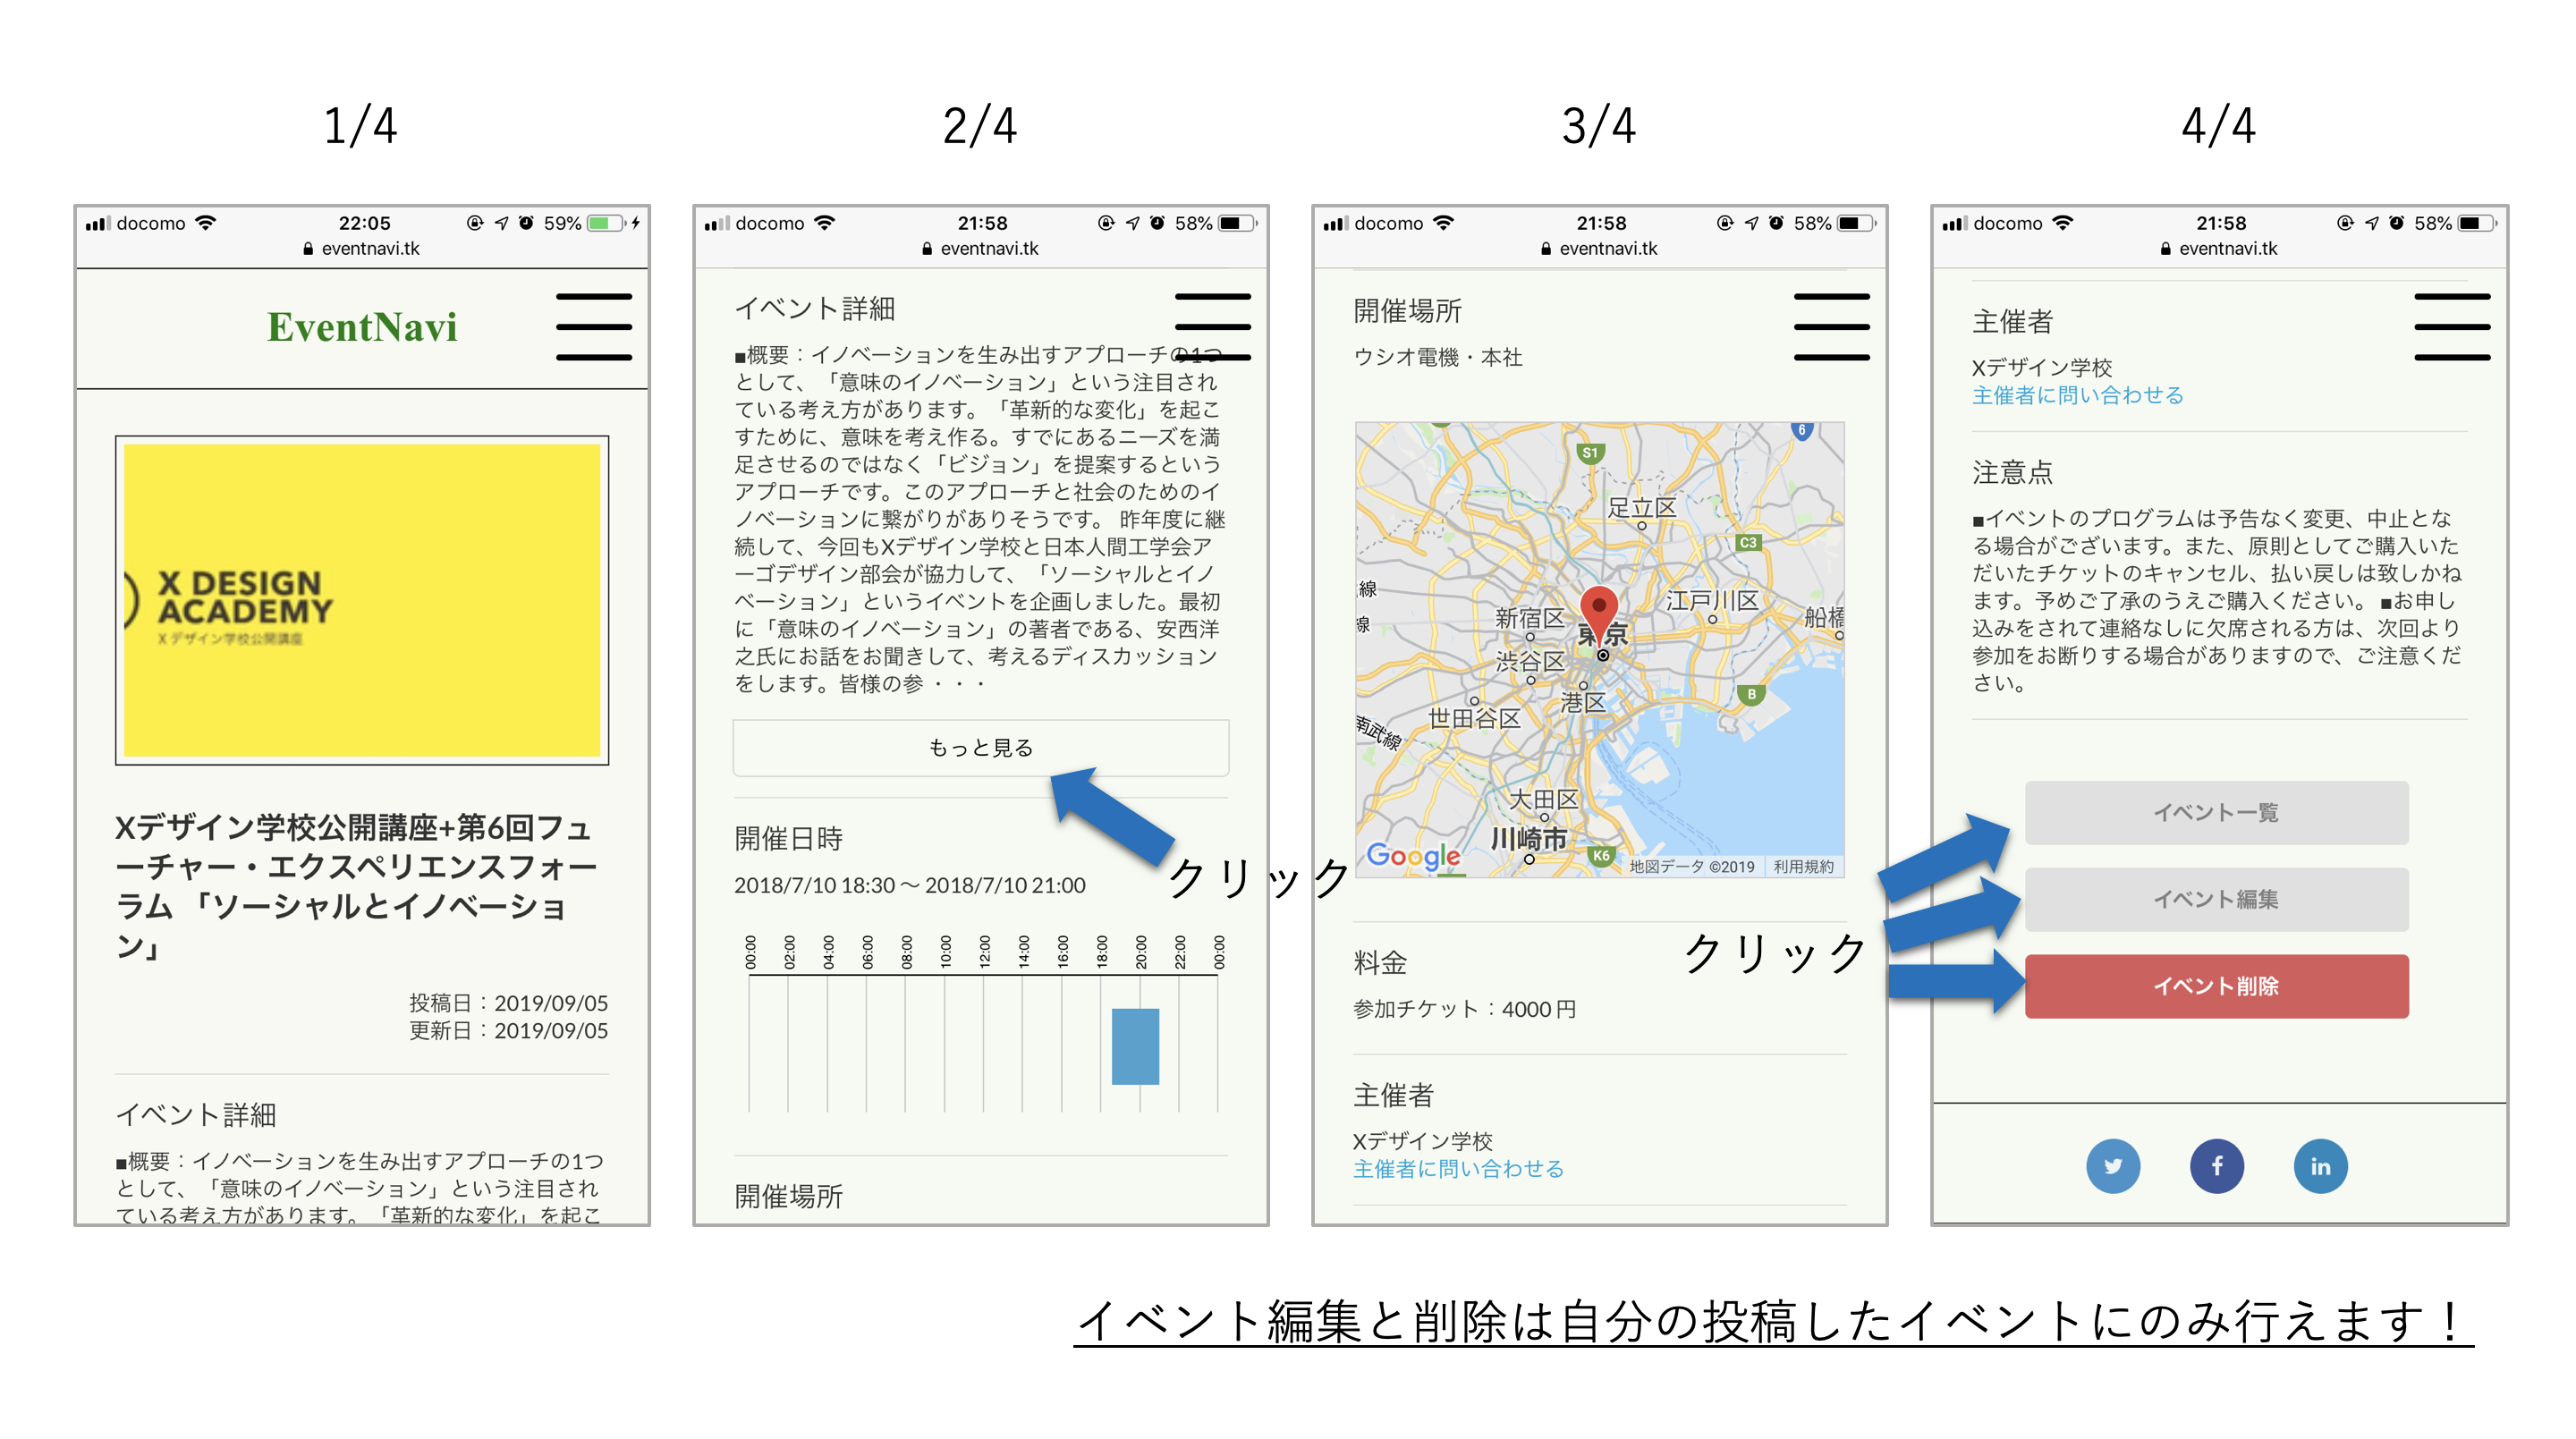 1/4
docomo 22:05 59%
eventnavi.tk
EventNavi
X DESIGN
ACADEMY
X デザイン学校公開講座
Xデザイン学校公開講座+第6回フュ
ーチャー・エクスペリエンスフォー
ラム 「ソーシャルとイノベーショ
ン」
投稿日：2019/09/05
更新日：2019/09/05
イベント詳細
■概要：イノベーションを生み出すアプローチの1つ
として、「意味のイノベーション」という注目され
ている考え方があります。「革新的な変化」を起こ
2/4
docomo 21:58 58%
eventnavi.tk
イベント詳細
■概要：イノベーションを生み出すアプローチの1つ
として、「意味のイノベーション」という注目され
ている考え方があります。「革新的な変化」を起こ
すために、意味を考え作る。すでにあるニーズを満
足させるのではなく「ビジョン」を提案するという
アプローチです。このアプローチと社会のためのイ
ノベーションに繋がりがありそうです。 昨年度に継
続して、今回もXデザイン学校と日本人間工学会ア
ーゴデザイン部会が協力して、「ソーシャルとイノ
ベーション」というイベントを企画しました。最初
に「意味のイノベーション」の著者である、安西洋
之氏にお話をお聞きして、考えるディスカッション
をします。皆様の参 ・・・
もっと見る
クリック
開催日時
2018/7/10 18:30 〜 2018/7/10 21:00
00:00 02:00 04:00 06:00 08:00 10:00 12:00 14:00 16:00 18:00 20:00 22:00 00:00
開催場所
3/4
docomo 21:58 58%
eventnavi.tk
開催場所
ウシオ電機・本社
6
S1
足立区
C3
線
江戸川区
新宿区
船橋
線
東京
渋谷区
B
港区
世田谷区
南武線
大田区
川崎市
K6
Google
地図データ ©2019 利用規約
料金
参加チケット：4000 円
主催者
Xデザイン学校
主催者に問い合わせる
4/4
docomo 21:58 58%
eventnavi.tk
主催者
Xデザイン学校
主催者に問い合わせる
注意点
■イベントのプログラムは予告なく変更、中止とな
る場合がございます。また、原則としてご購入いた
だいたチケットのキャンセル、払い戻しは致しかね
ます。予めご了承のうえご購入ください。 ■お申し
込みをされて連絡なしに欠席される方は、次回より
参加をお断りする場合がありますので、ご注意くだ
さい。
クリック
イベント一覧
イベント編集
イベント削除
イベント編集と削除は自分の投稿したイベントにのみ行えます！